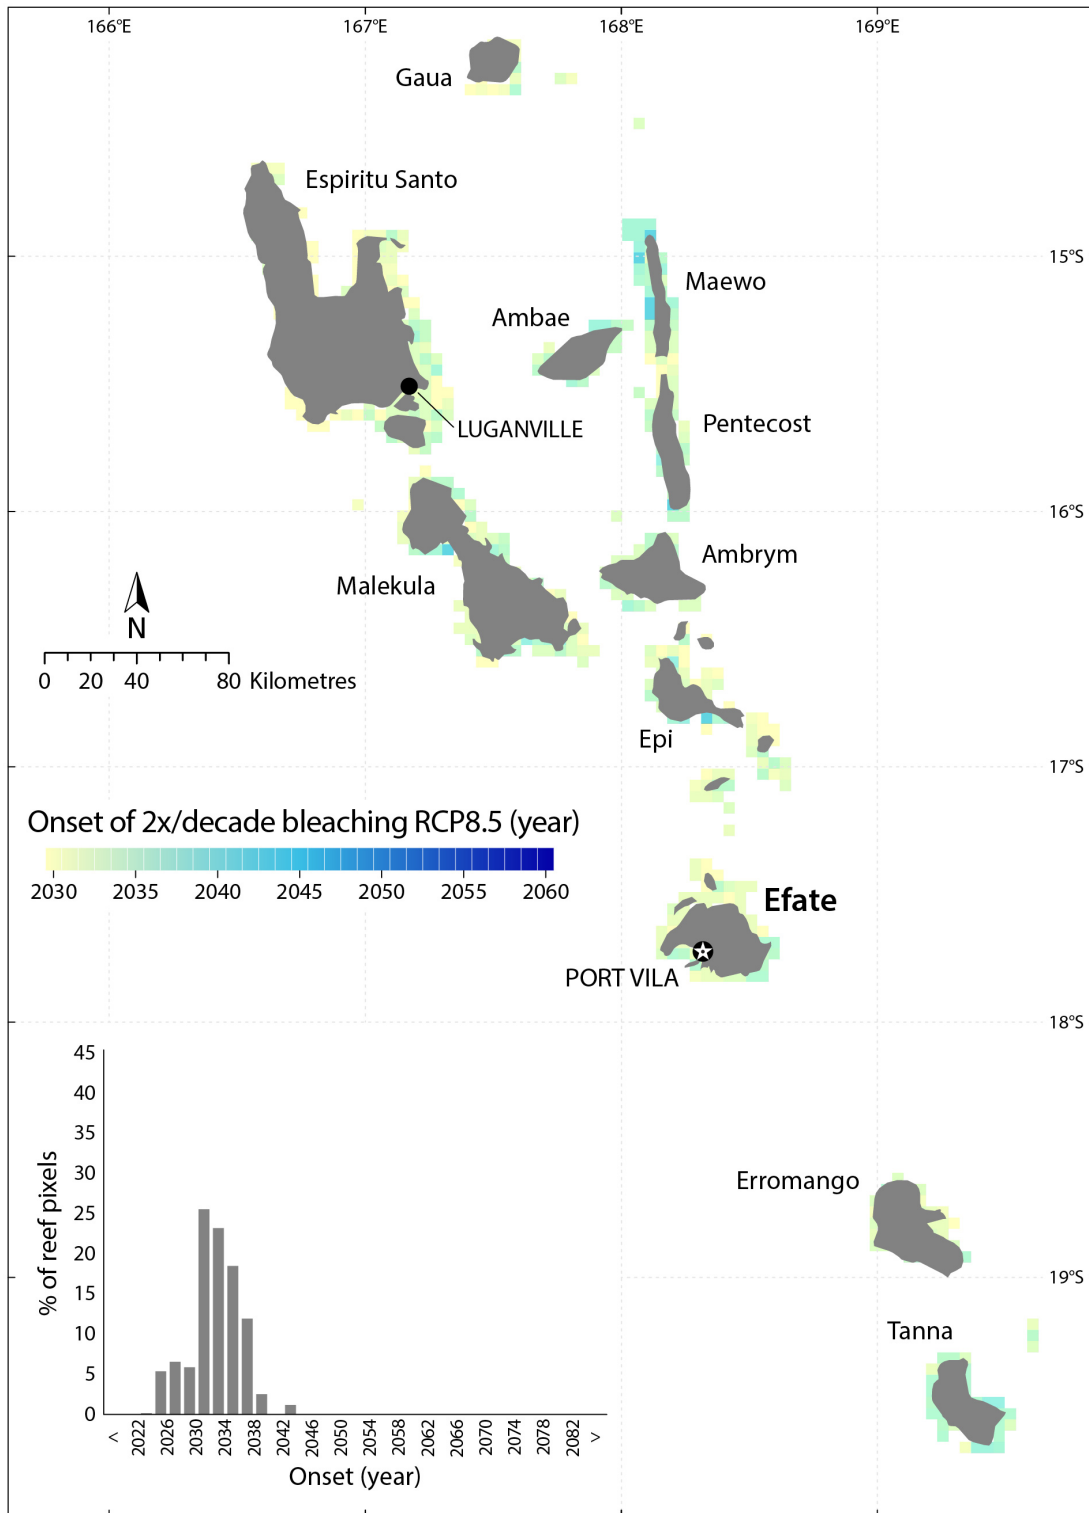 166°E
167°E
168°E
169°E
Gaua
Espiritu Santo
15°S
Maewo
Ambae
Pentecost
LUGANVILLE
16°S
Ambrym
Malekula
N
0 20 40 80 Kilometres
Epi
17°S
Onset of 2x/decade bleaching RCP8.5 (year)
2030 2035 2040 2045 2050 2055 2060
Efate
PORT VILA
18°S
45
40
35
30
25
20
15
10
5
0
% of reef pixels
< 2022 2026 2030 2034 2038 2042 2046 2050 2054 2058 2062 2066 2070 2074 2078 2082 >
Onset (year)
Erromango
19°S
Tanna